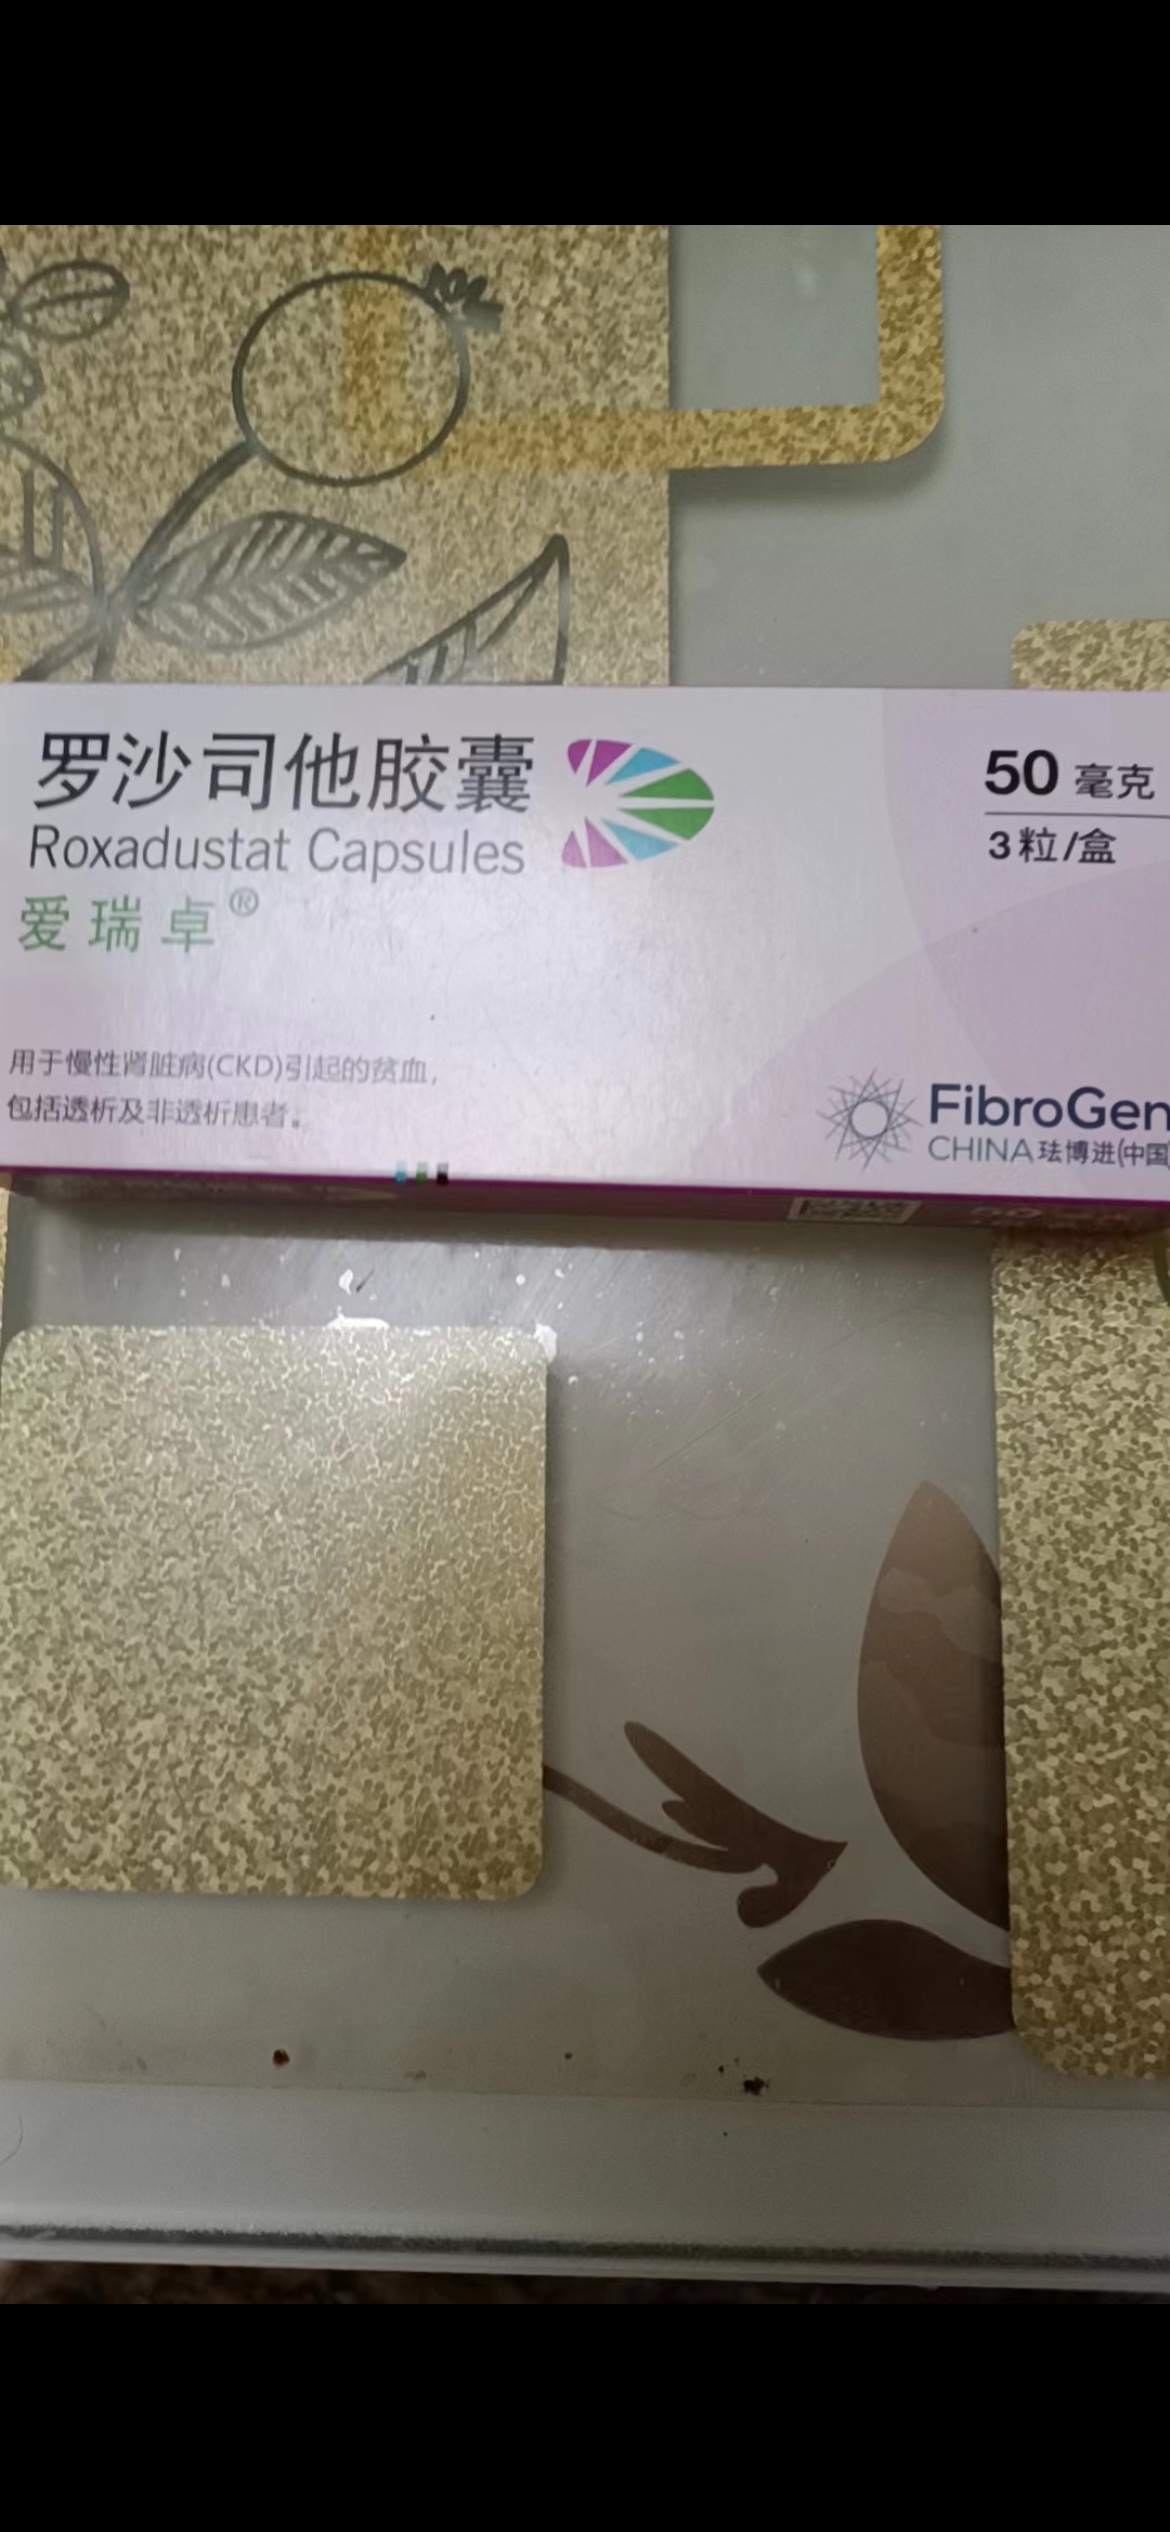 罗沙司他胶囊
Roxadustat Capsules
爱瑞卓®
50 毫克
3粒/盒
用于慢性肾脏病(CKD)引起的贫血，
包括透析及非透析患者。
FibroGen
CHINA 珐博进(中国